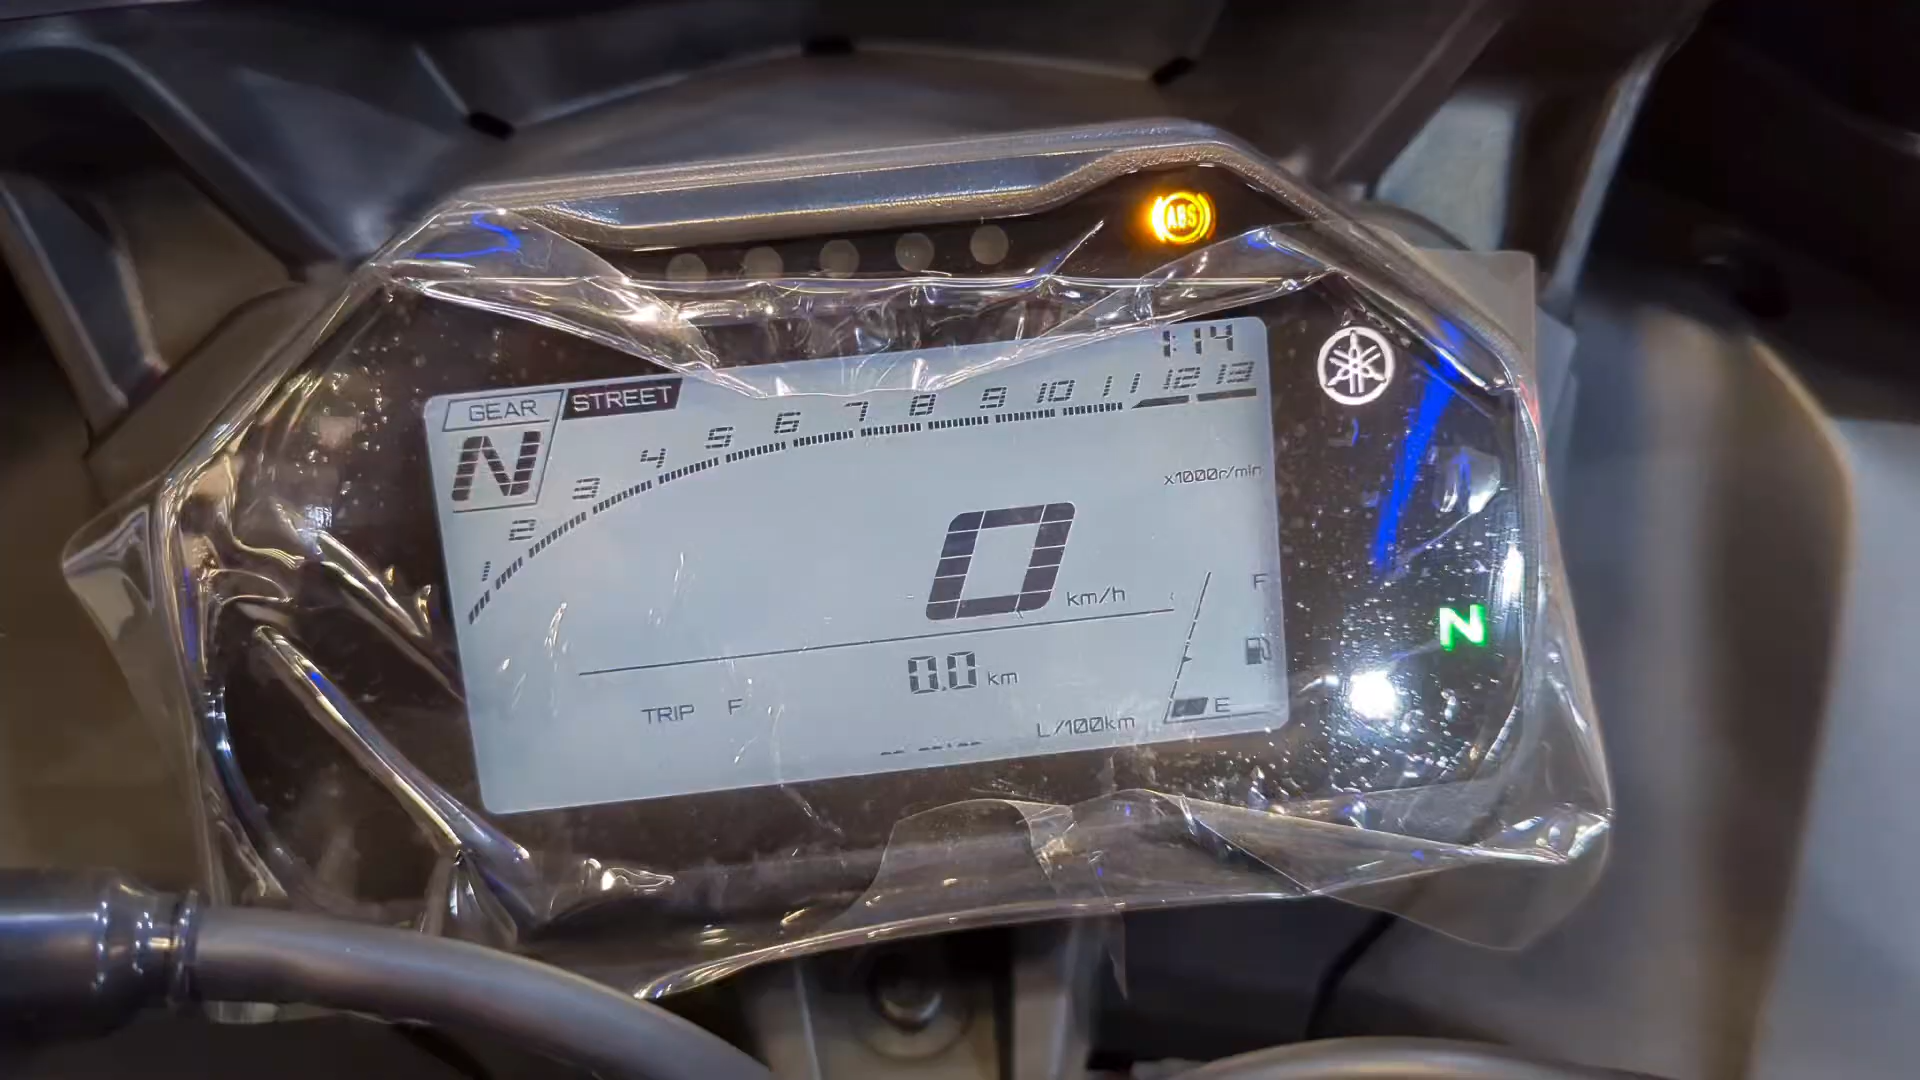 ABS
1:14
GEAR STREET
N
1 2 3 4 5 6 7 8 9 10 11 12 13
x1000r/min
0 km/h
F
N
0.0 km
TRIP F
E
L/100km